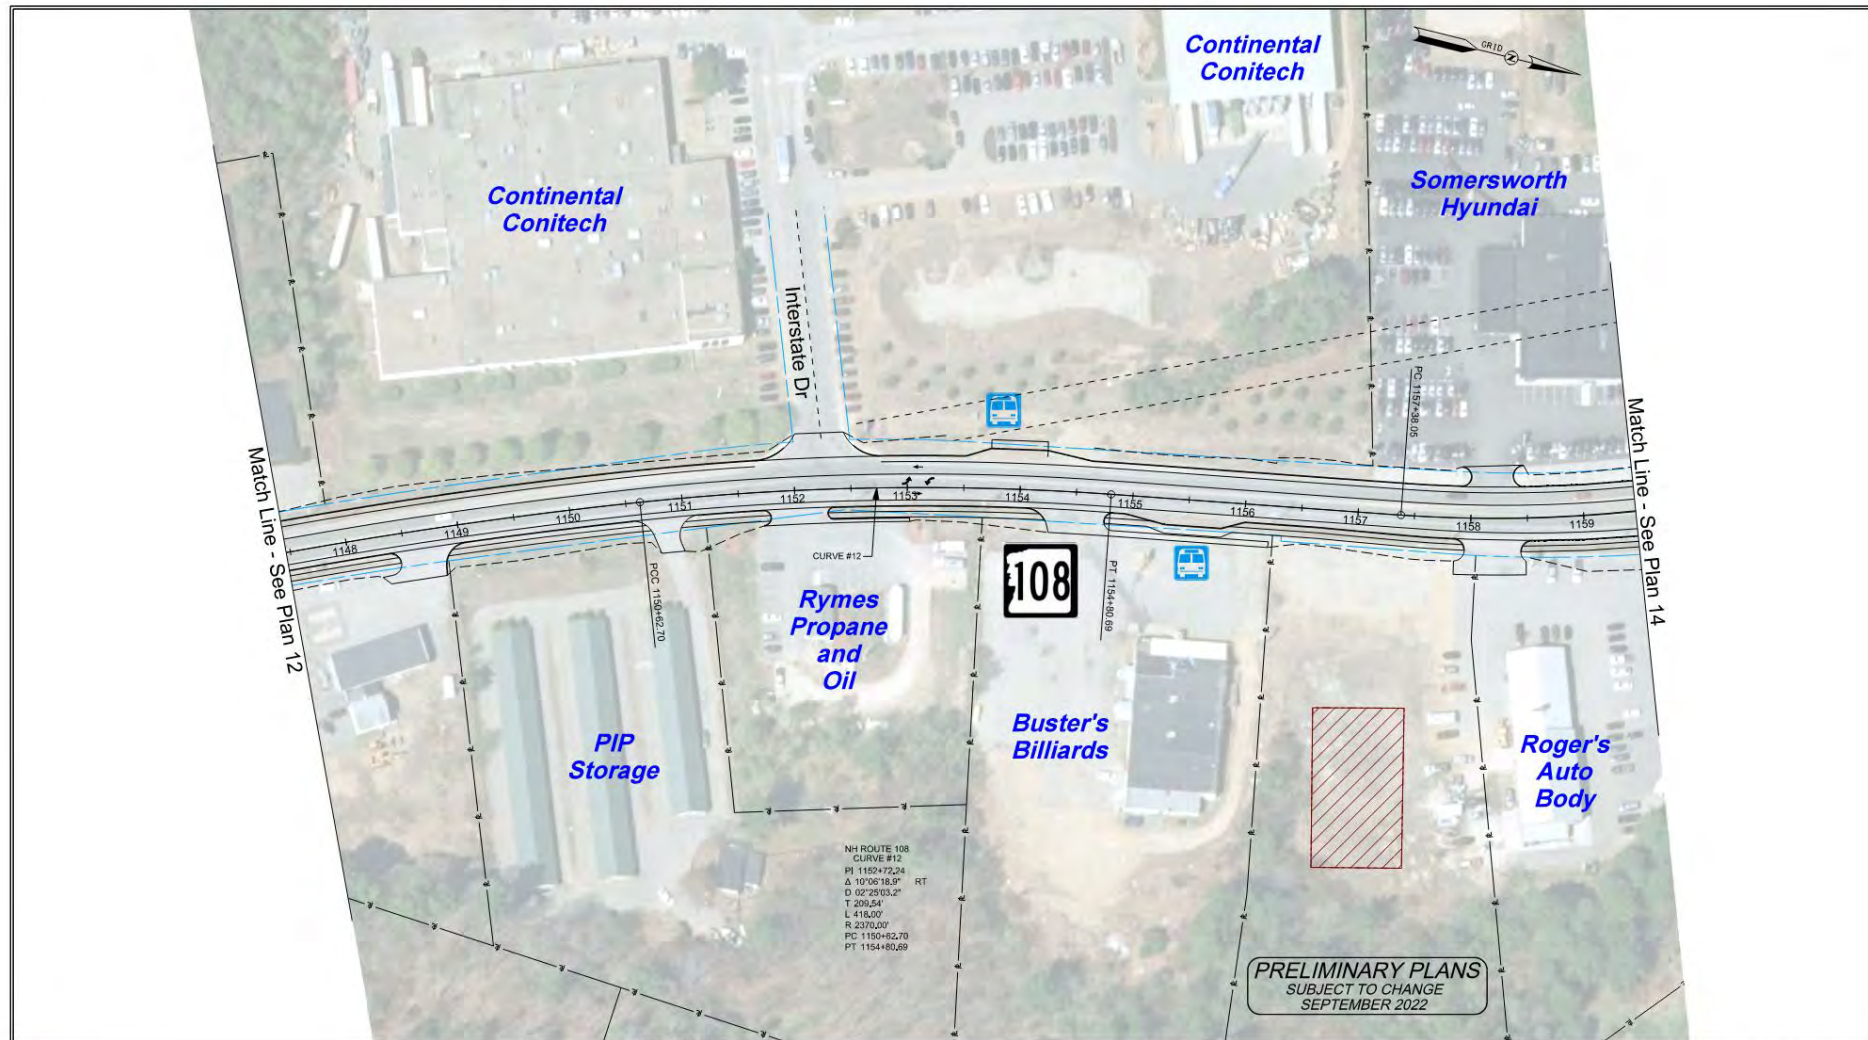 Continental
Conitech
GRID
N
Continental
Conitech
Somersworth
Hyundai
Interstate Dr
PC 1157+38.05
Match Line - See Plan 12
Match Line - See Plan 14
1148
1149
1150
1151
1152
1153
1154
1155
1156
1157
1158
1159
CURVE #12
PCC 1150+62.70
108
PT 1154+80.69
Rymes
Propane
and
Oil
PIP
Storage
Buster's
Billiards
Roger's
Auto
Body
NH ROUTE 108
CURVE #12
PI 1152+72.24
Δ 10°06'18.9" RT
D 02°25'03.2"
T 209.54'
L 418.00'
R 2370.00'
PC 1150+62.70
PT 1154+80.69
PRELIMINARY PLANS
SUBJECT TO CHANGE
SEPTEMBER 2022